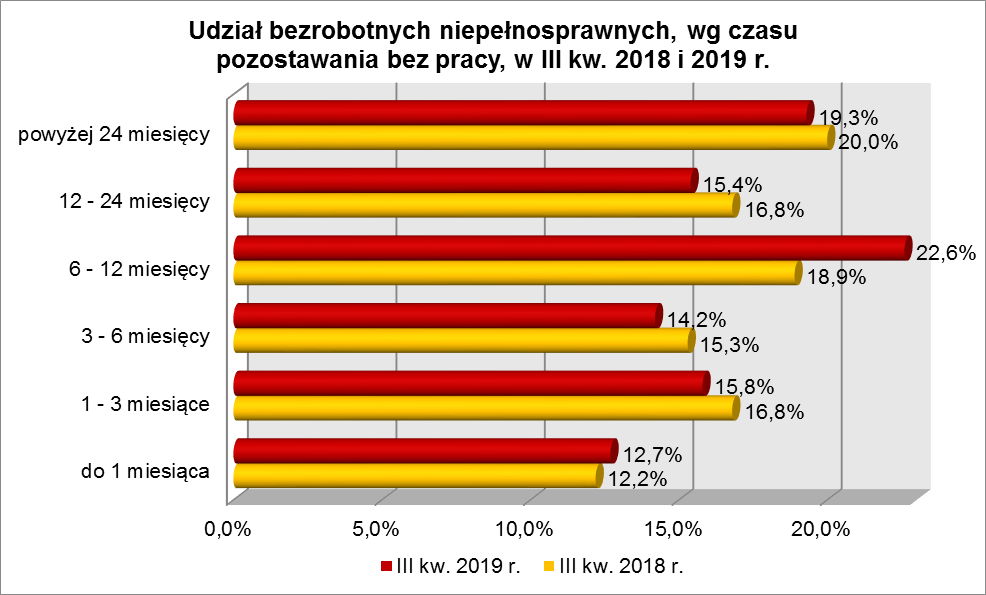 Udział bezrobotnych niepełnosprawnych, wg czasu
pozostawania bez pracy, w III kw. 2018 i 2019 r.
powyżej 24 miesięcy
19,3%
20,0%
12 - 24 miesięcy
15,4%
16,8%
6 - 12 miesięcy
22,6%
18,9%
3 - 6 miesięcy
14,2%
15,3%
1 - 3 miesiące
15,8%
16,8%
do 1 miesiąca
12,7%
12,2%
0,0% 5,0% 10,0% 15,0% 20,0%
III kw. 2019 r. III kw. 2018 r.